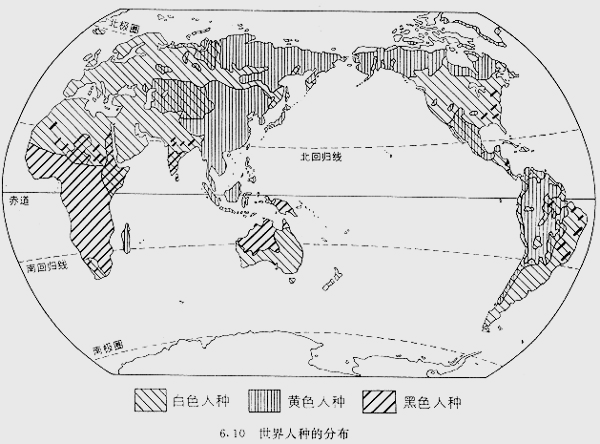 北极圈
北回归线
赤道
南回归线
南极圈
白色人种
黄色人种
黑色人种
6.10 世界人种的分布